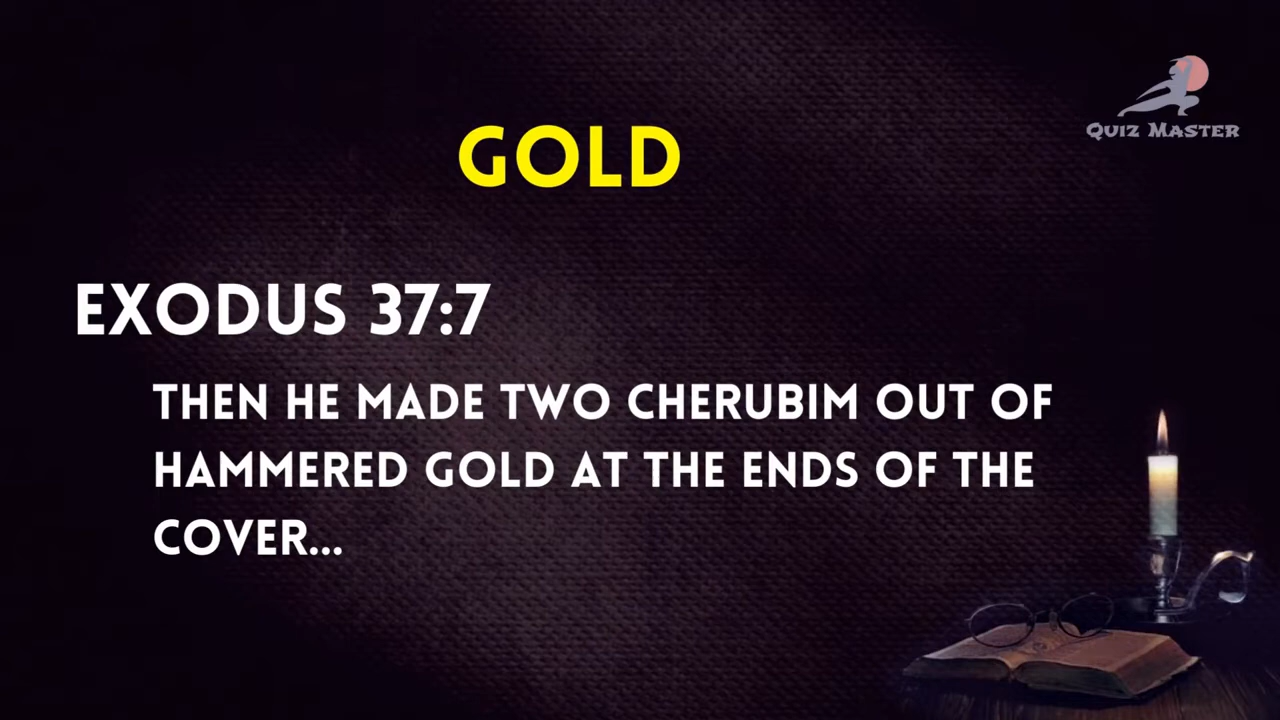 QUIZ MASTER
GOLD
EXODUS 37:7
THEN HE MADE TWO CHERUBIM OUT OF
HAMMERED GOLD AT THE ENDS OF THE
COVER...